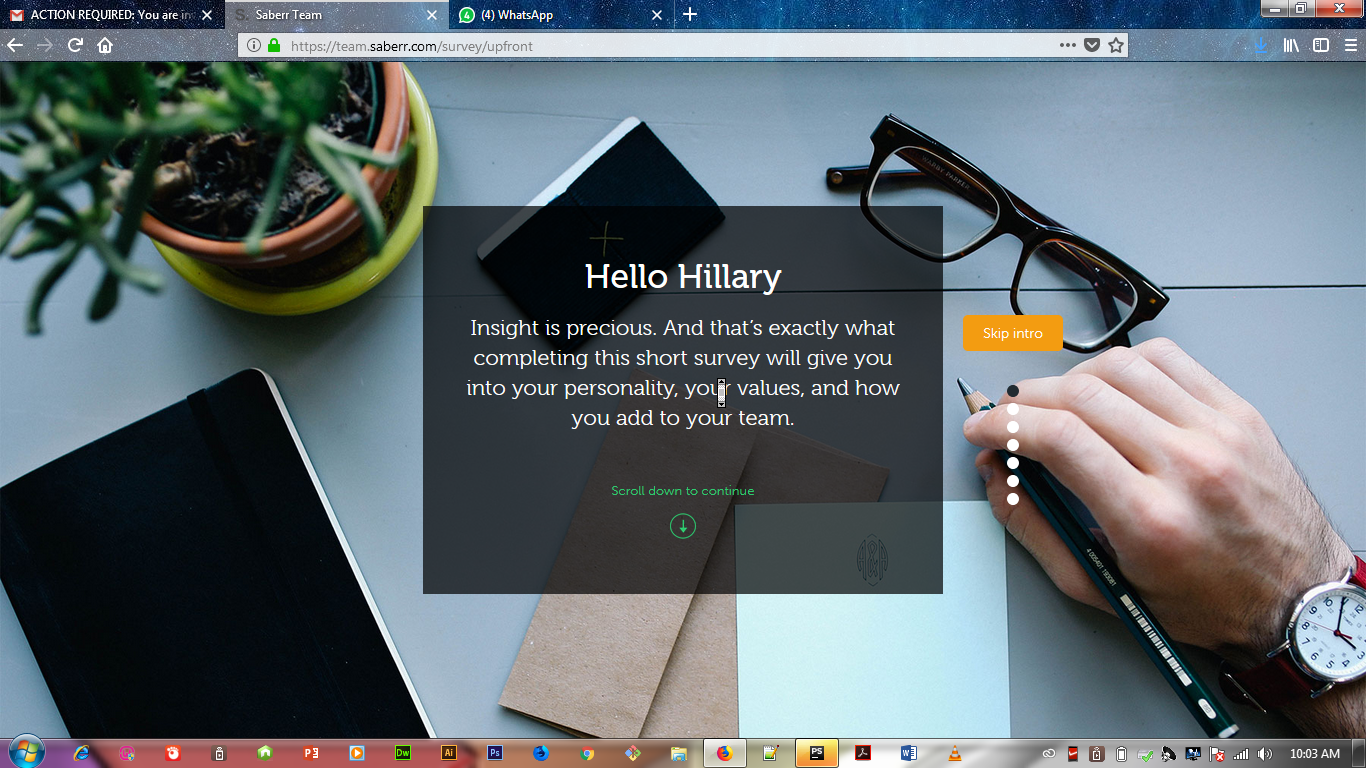 ACTION REQUIRED: You are in
Saberr Team
(4) WhatsApp
https://team.saberr.com/survey/upfront
WARBY PARKER
Hello Hillary
Insight is precious. And that's exactly what
completing this short survey will give you
into your personality, your values, and how
you add to your team.
Skip intro
Scroll down to continue
10:03 AM